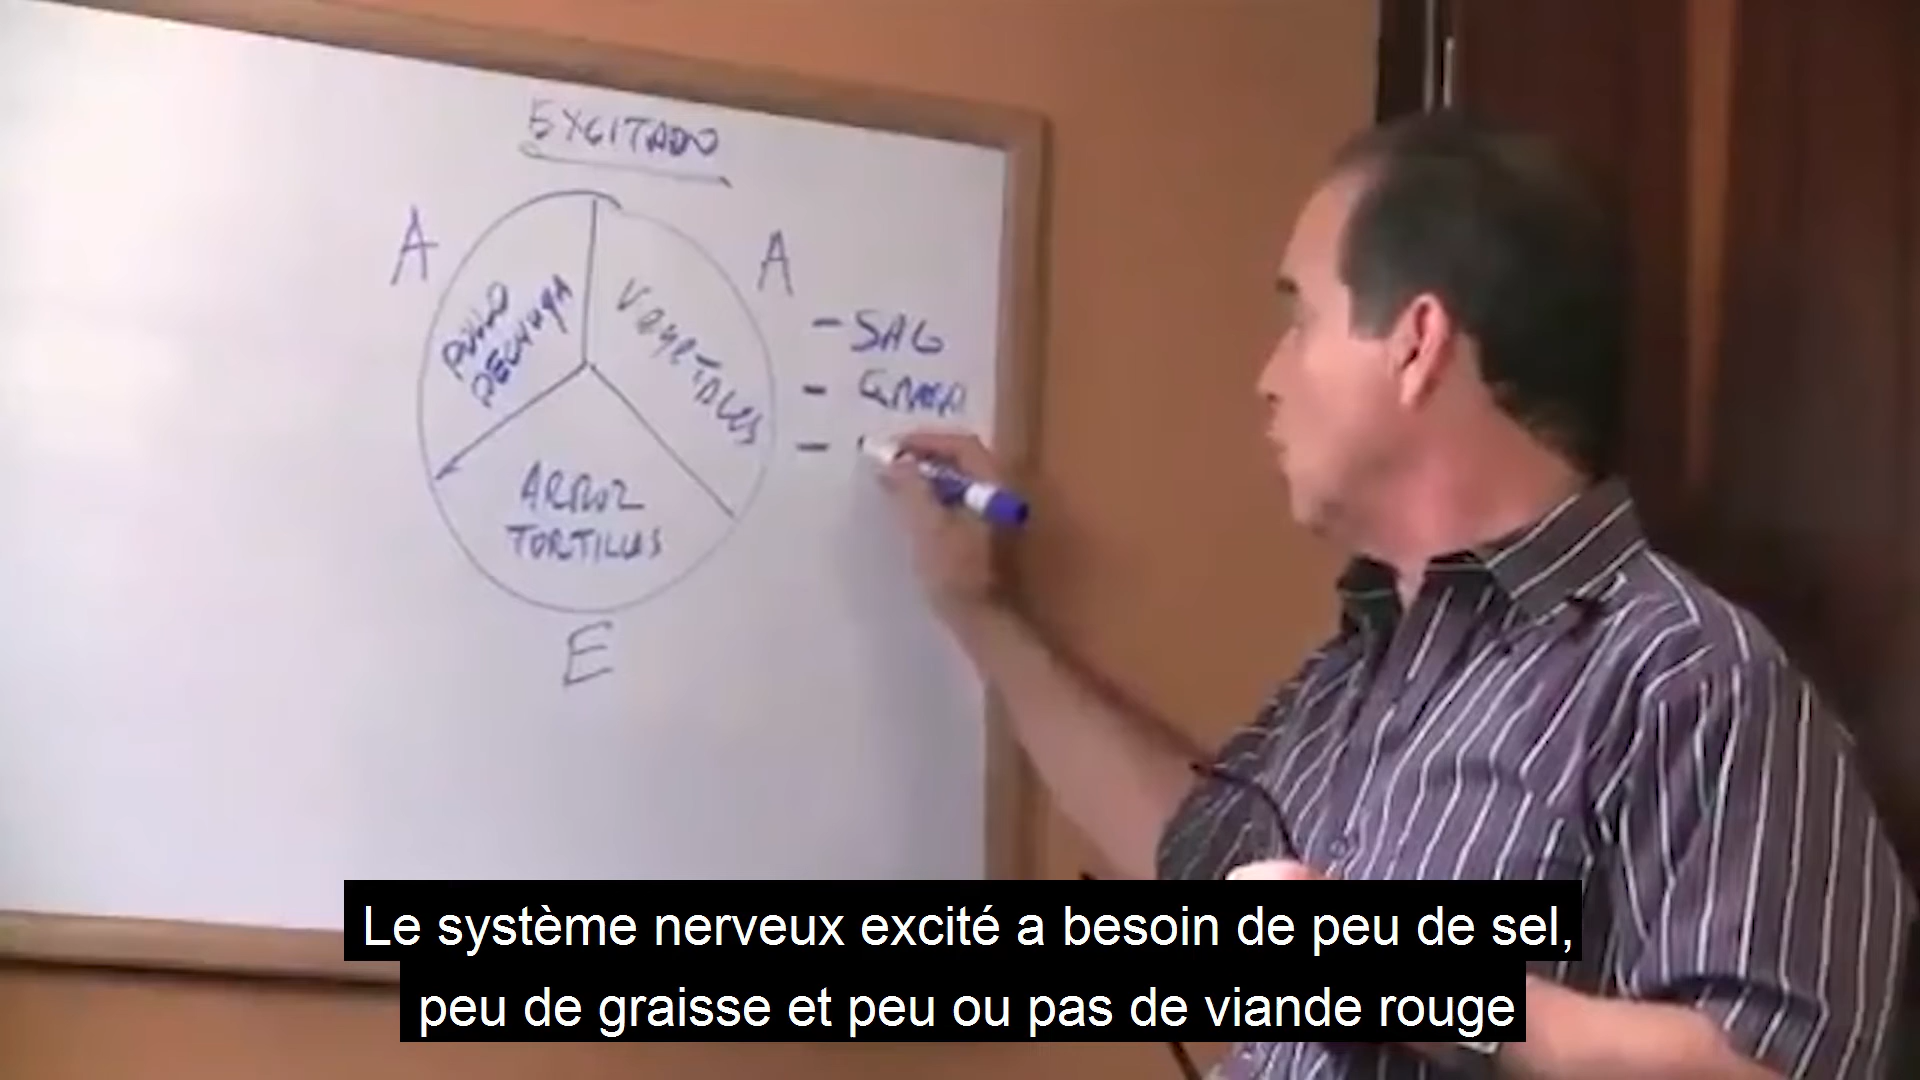 EXCITADO
A
A
POLLO
PECHUGA
VEGETALES
- SAL
- GRASA
-
ARROZ
TORTILLAS
E
Le système nerveux excité a besoin de peu de sel,
peu de graisse et peu ou pas de viande rouge